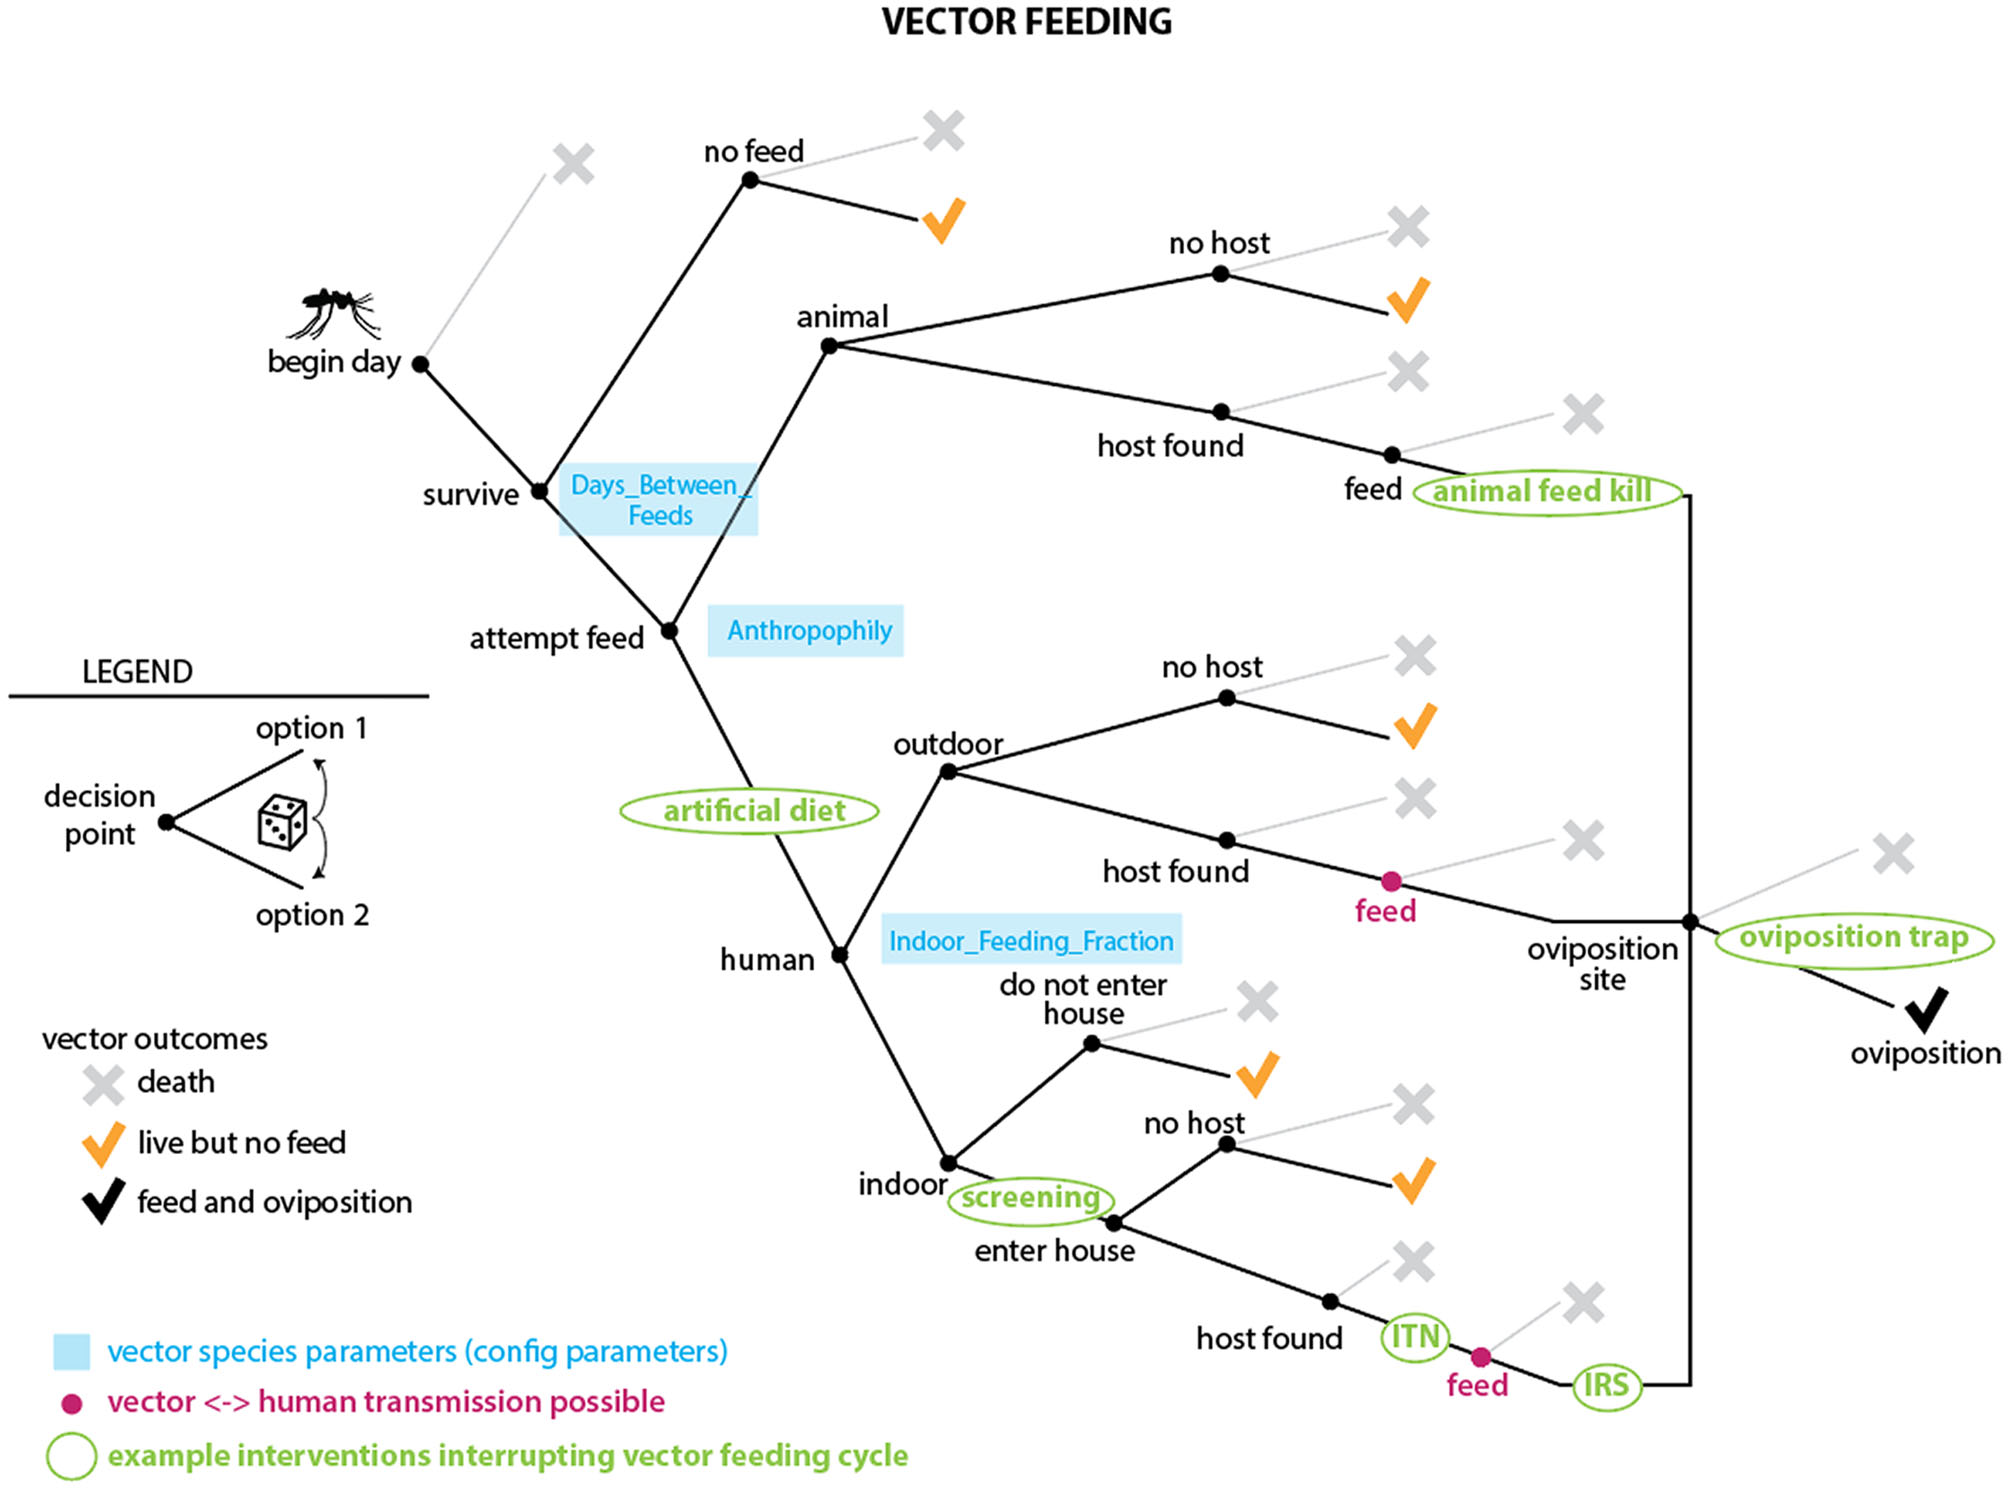 VECTOR FEEDING
no feed
no host
begin day
animal
host found
survive
Days_Between_
Feeds
feed
animal feed kill
attempt feed
Anthropophily
no host
LEGEND
option 1
decision
point
option 2
outdoor
artificial diet
host found
feed
human
Indoor_Feeding_Fraction
oviposition
site
oviposition trap
oviposition
do not enter
house
vector outcomes
death
live but no feed
feed and oviposition
no host
indoor
screening
enter house
host found
ITN
feed
IRS
vector species parameters (config parameters)
vector <-> human transmission possible
example interventions interrupting vector feeding cycle